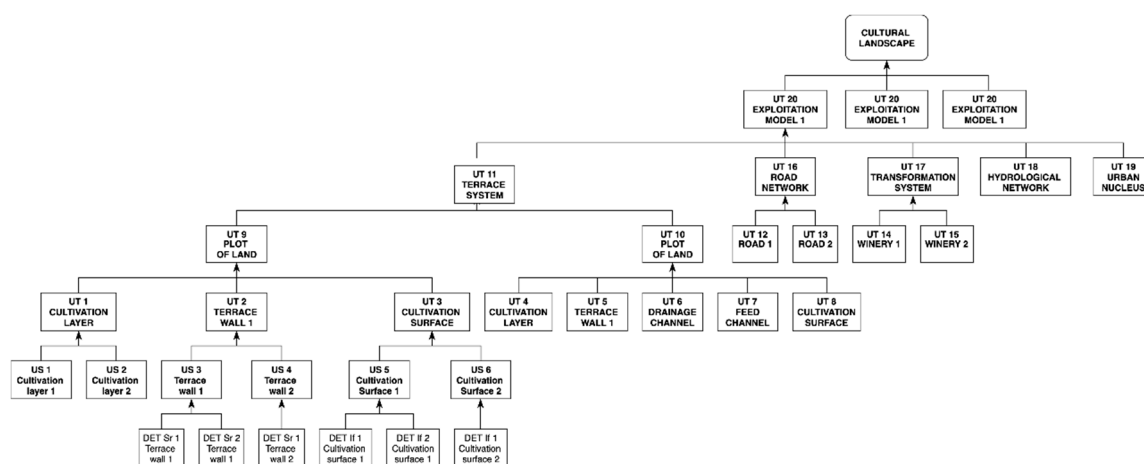 CULTURAL
LANDSCAPE
UT 20
EXPLOITATION
MODEL 1
UT 20
EXPLOITATION
MODEL 1
UT 20
EXPLOITATION
MODEL 1
UT 11
TERRACE
SYSTEM
UT 16
ROAD
NETWORK
UT 17
TRANSFORMATION
SYSTEM
UT 18
HYDROLOGICAL
NETWORK
UT 19
URBAN
NUCLEUS
UT 9
PLOT
OF LAND
UT 10
PLOT
OF LAND
UT 12
ROAD 1
UT 13
ROAD 2
UT 14
WINERY 1
UT 15
WINERY 2
UT 1
CULTIVATION
LAYER
UT 2
TERRACE
WALL 1
UT 3
CULTIVATION
SURFACE
UT 4
CULTIVATION
LAYER
UT 5
TERRACE
WALL 1
UT 6
DRAINAGE
CHANNEL
UT 7
FEED
CHANNEL
UT 8
CULTIVATION
SURFACE
US 1
Cultivation
layer 1
US 2
Cultivation
layer 2
US 3
Terrace
wall 1
US 4
Terrace
wall 2
US 5
Cultivation
Surface 1
US 6
Cultivation
Surface 2
DET Sr 1
Terrace
wall 1
DET Sr 2
Terrace
wall 1
DET Sr 1
Terrace
wall 2
DET If 1
Cultivation
surface 1
DET If 2
Cultivation
surface 1
DET If 1
Cultivation
surface 2